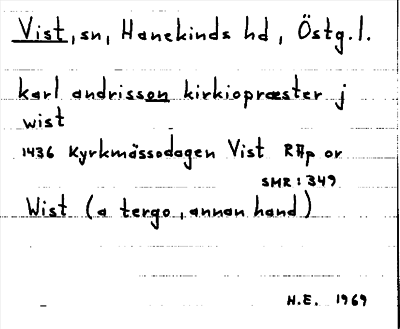 Vist, sn, Hanekinds hd, Östg.l.
karl andrisson kirkiopræster j
wist
1436 Kyrkmässodagen Vist RAp or
SMR: 349
Wist (a tergo, annan hand)
H.E. 1969